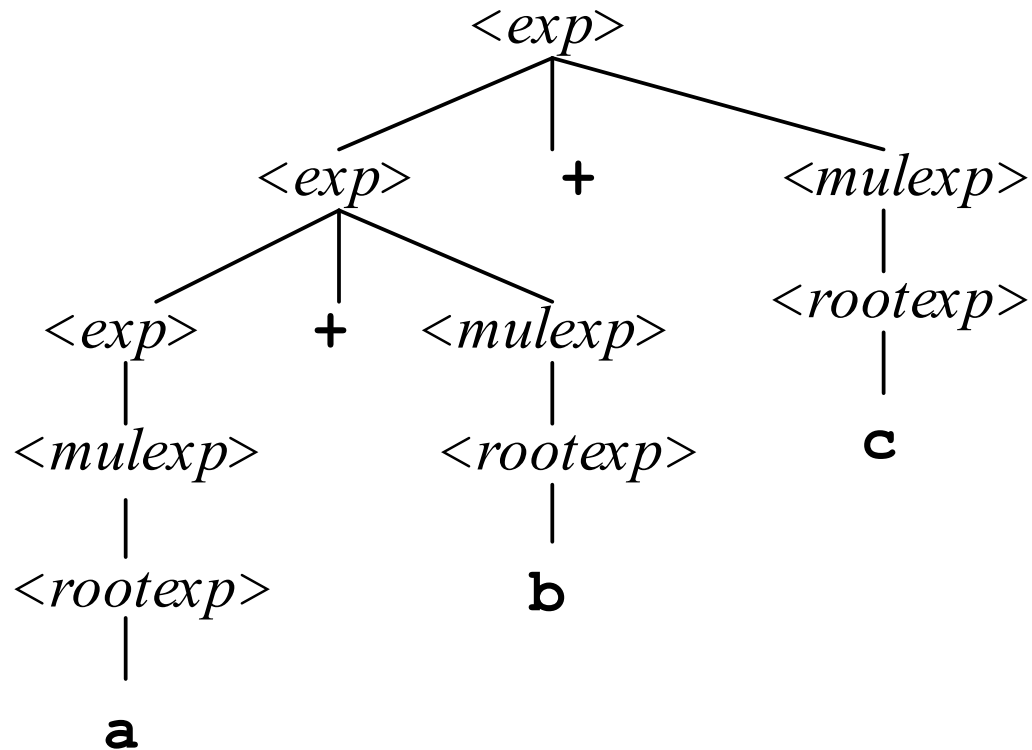 <exp>
<exp> + <mulexp>
<rootexp>
<exp> + <mulexp>
c
<mulexp> <rootexp>
<rootexp> b
a